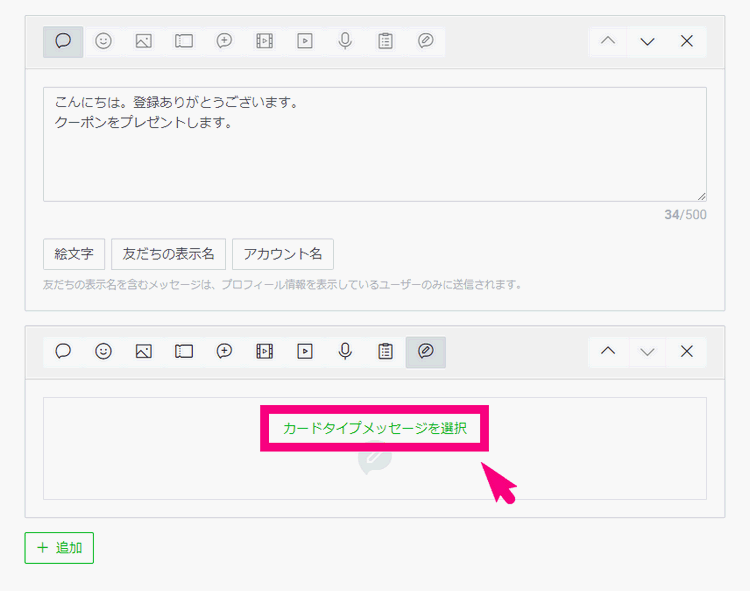 こんにちは。登録ありがとうございます。
クーポンをプレゼントします。
34/500
絵文字 友だちの表示名 アカウント名
友だちの表示名を含むメッセージは、プロフィール情報を表示しているユーザーのみに送信されます。
カードタイプメッセージを選択
＋ 追加